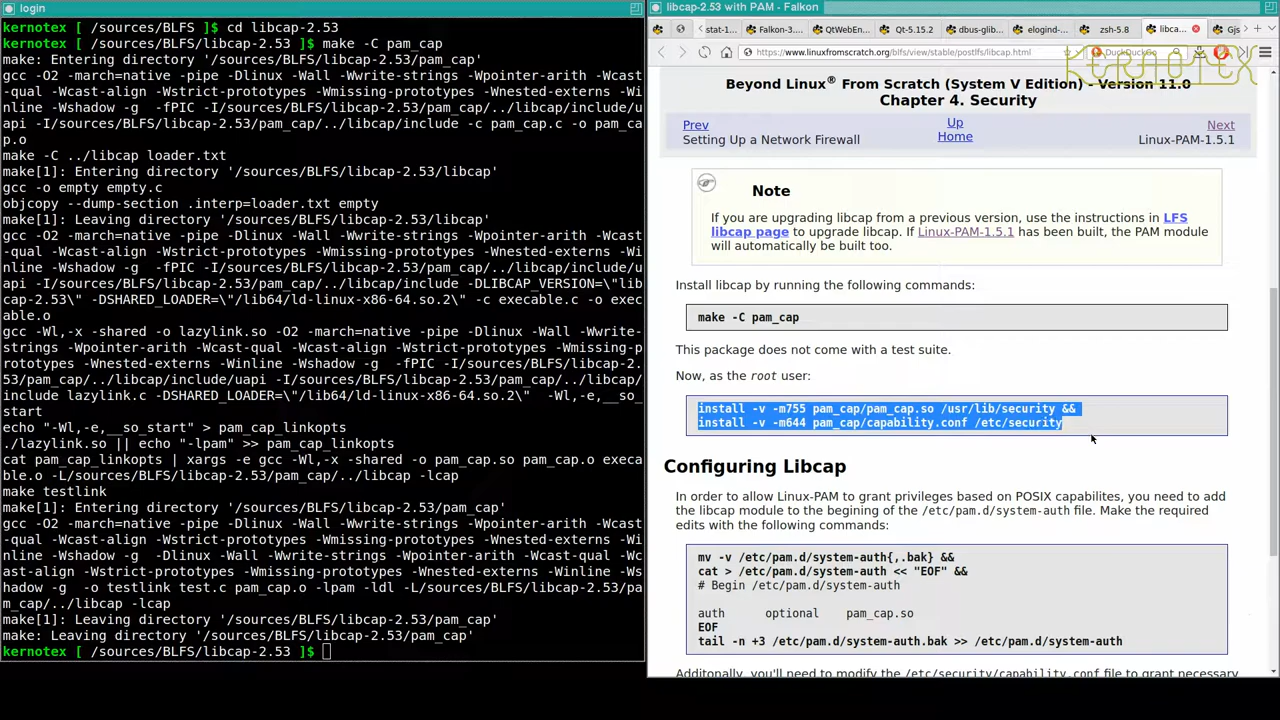 login
kernotex [ /sources/BLFS ]$ cd libcap-2.53
kernotex [ /sources/BLFS/libcap-2.53 ]$ make -C pam_cap
make: Entering directory '/sources/BLFS/libcap-2.53/pam_cap'
gcc -O2 -march=native -pipe -Dlinux -Wall -Wwrite-strings -Wpointer-arith -Wcast
-qual -Wcast-align -Wstrict-prototypes -Wmissing-prototypes -Wnested-externs -Wi
nline -Wshadow -g  -fPIC -I/sources/BLFS/libcap-2.53/pam_cap/../libcap/include/u
api -I/sources/BLFS/libcap-2.53/pam_cap/../libcap/include -c pam_cap.c -o pam_ca
p.o
make -C ../libcap loader.txt
make[1]: Entering directory '/sources/BLFS/libcap-2.53/libcap'
gcc -o empty empty.c
objcopy --dump-section .interp=loader.txt empty
make[1]: Leaving directory '/sources/BLFS/libcap-2.53/libcap'
gcc -O2 -march=native -pipe -Dlinux -Wall -Wwrite-strings -Wpointer-arith -Wcast
-qual -Wcast-align -Wstrict-prototypes -Wmissing-prototypes -Wnested-externs -Wi
nline -Wshadow -g  -fPIC -I/sources/BLFS/libcap-2.53/pam_cap/../libcap/include/u
api -I/sources/BLFS/libcap-2.53/pam_cap/../libcap/include -DLIBCAP_VERSION=\"lib
cap-2.53\" -DSHARED_LOADER=\"/lib64/ld-linux-x86-64.so.2\" -c execable.c -o exec
able.o
gcc -Wl,-x -shared -o lazylink.so -O2 -march=native -pipe -Dlinux -Wall -Wwrite-
strings -Wpointer-arith -Wcast-qual -Wcast-align -Wstrict-prototypes -Wmissing-p
rototypes -Wnested-externs -Winline -Wshadow -g  -fPIC -I/sources/BLFS/libcap-2.
53/pam_cap/../libcap/include/uapi -I/sources/BLFS/libcap-2.53/pam_cap/../libcap/
include lazylink.c -DSHARED_LOADER=\"/lib64/ld-linux-x86-64.so.2\" -Wl,-e,__so_
start
echo "-Wl,-e,__so_start" > pam_cap_linkopts
./lazylink.so || echo "-lpam" >> pam_cap_linkopts
cat pam_cap_linkopts | xargs -e gcc -Wl,-x -shared -o pam_cap.so pam_cap.o execa
ble.o -L/sources/BLFS/libcap-2.53/pam_cap/../libcap -lcap
make testlink
make[1]: Entering directory '/sources/BLFS/libcap-2.53/pam_cap'
gcc -O2 -march=native -pipe -Dlinux -Wall -Wwrite-strings -Wpointer-arith -Wcast
-qual -Wcast-align -Wstrict-prototypes -Wmissing-prototypes -Wnested-externs -Wi
nline -Wshadow -g  -Dlinux -Wall -Wwrite-strings -Wpointer-arith -Wcast-qual -Wc
ast-align -Wstrict-prototypes -Wmissing-prototypes -Wnested-externs -Winline -Ws
hadow -g  -o testlink test.c pam_cap.o -lpam -ldl -L/sources/BLFS/libcap-2.53/pa
m_cap/../libcap -lcap
make[1]: Leaving directory '/sources/BLFS/libcap-2.53/pam_cap'
make: Leaving directory '/sources/BLFS/libcap-2.53/pam_cap'
kernotex [ /sources/BLFS/libcap-2.53 ]$
libcap-2.53 with PAM - Falkon
stat-1... Falkon-3... QtWebEn... Qt-5.15.2 dbus-glib... elogind-... zsh-5.8 libca... Gjs
https://www.linuxfromscratch.org/blfs/view/stable/postlfs/libcap.html DuckDuckGo
KERNOTEX
Beyond Linux® From Scratch (System V Edition) - Version 11.0
Chapter 4. Security
Prev Up Next
Setting Up a Network Firewall Home Linux-PAM-1.5.1
Note
If you are upgrading libcap from a previous version, use the instructions in LFS
libcap page to upgrade libcap. If Linux-PAM-1.5.1 has been built, the PAM module
will automatically be built too.
Install libcap by running the following commands:
make -C pam_cap
This package does not come with a test suite.
Now, as the root user:
install -v -m755 pam_cap/pam_cap.so /usr/lib/security &&
install -v -m644 pam_cap/capability.conf /etc/security
Configuring Libcap
In order to allow Linux-PAM to grant privileges based on POSIX capabilites, you need to add
the libcap module to the begining of the /etc/pam.d/system-auth file. Make the required
edits with the following commands:
mv -v /etc/pam.d/system-auth{,.bak} &&
cat > /etc/pam.d/system-auth << "EOF" &&
# Begin /etc/pam.d/system-auth
auth      optional    pam_cap.so
EOF
tail -n +3 /etc/pam.d/system-auth.bak >> /etc/pam.d/system-auth
Additonally, you'll need to modify the /etc/security/capability.conf file to grant necessary